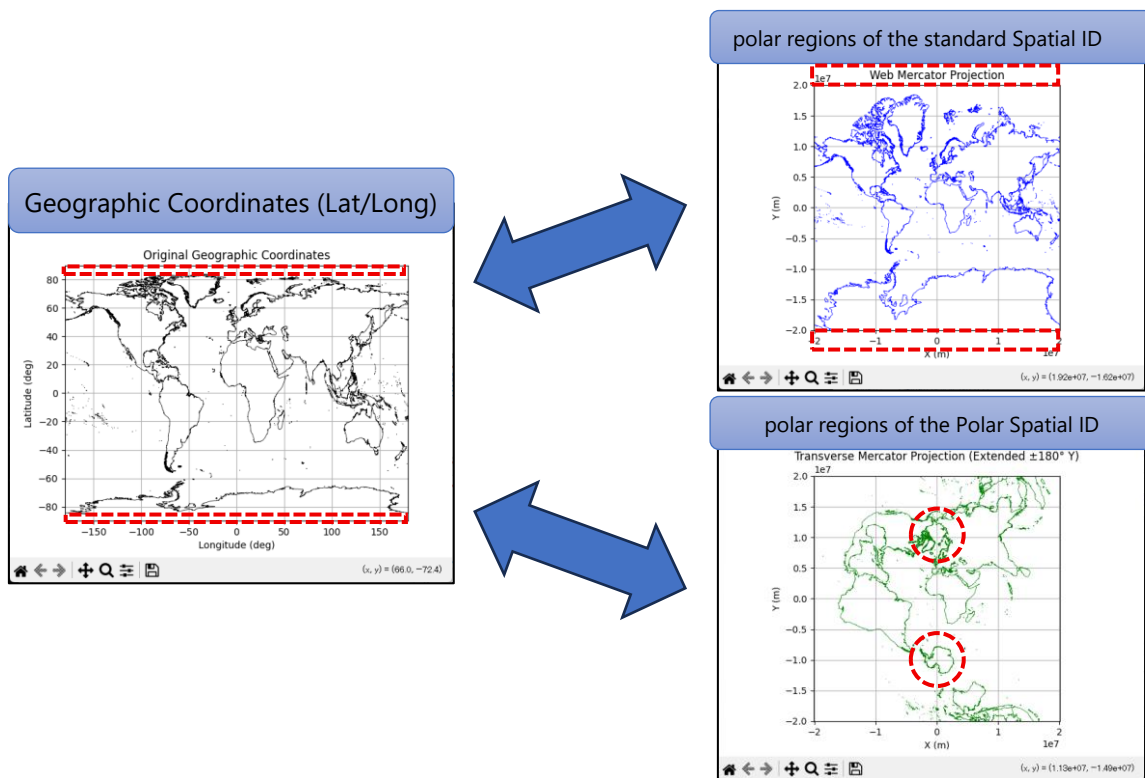 polar regions of the standard Spatial ID
Web Mercator Projection
1e7
2.0
1.5
1.0
0.5
0.0
−0.5
−1.0
−1.5
−2.0
Y (m)
−2 −1 0 1 2
X (m)
1e7
(x, y) = (1.92e+07, −1.62e+07)
Geographic Coordinates (Lat/Long)
Original Geographic Coordinates
80
60
40
20
0
−20
−40
−60
−80
Latitude (deg)
−150 −100 −50 0 50 100 150
Longitude (deg)
(x, y) = (66.0, −72.4)
polar regions of the Polar Spatial ID
Transverse Mercator Projection (Extended ±180° Y)
1e7
2.0
1.5
1.0
0.5
0.0
−0.5
−1.0
−1.5
−2.0
Y (m)
−2 −1 0 1 2
X (m)
1e7
(x, y) = (1.13e+07, −1.49e+07)